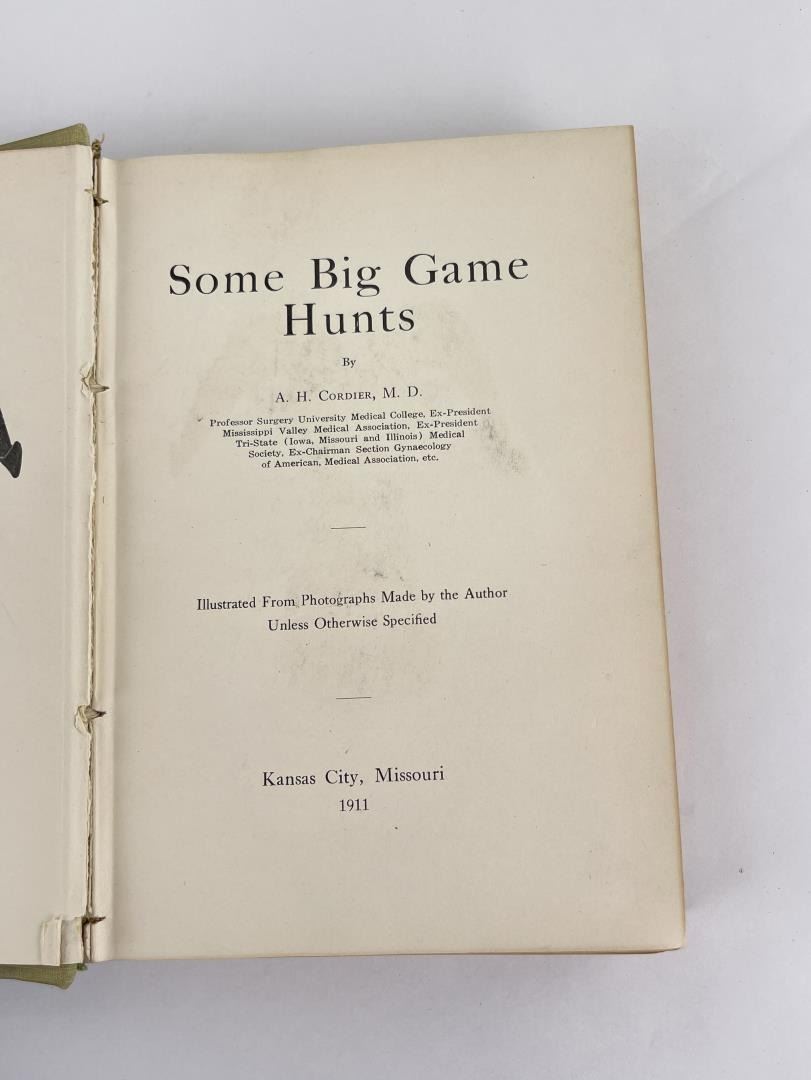 Some Big Game
Hunts
By
A. H. CORDIER, M. D.
Professor Surgery University Medical College, Ex-President
Mississippi Valley Medical Association, Ex-President
Tri-State (Iowa, Missouri and Illinois) Medical
Society, Ex-Chairman Section Gynaecology
of American, Medical Association, etc.
Illustrated From Photographs Made by the Author
Unless Otherwise Specified
Kansas City, Missouri
1911